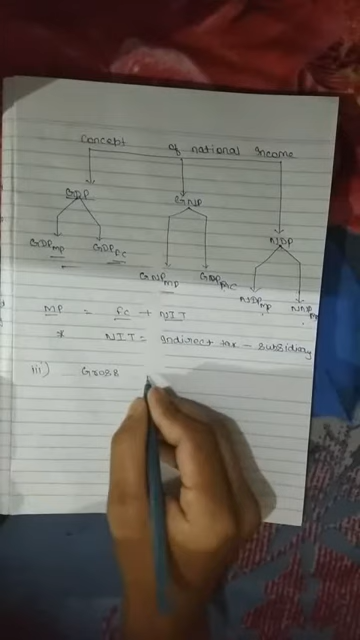 Concept of national income
GDP GNP NDP
GDPmp GDPFC
GNPmp GNPFC NDPmp NNPmp
MP = FC + NIT
* NIT = Indirect tax - subsidiary
iii) Gross